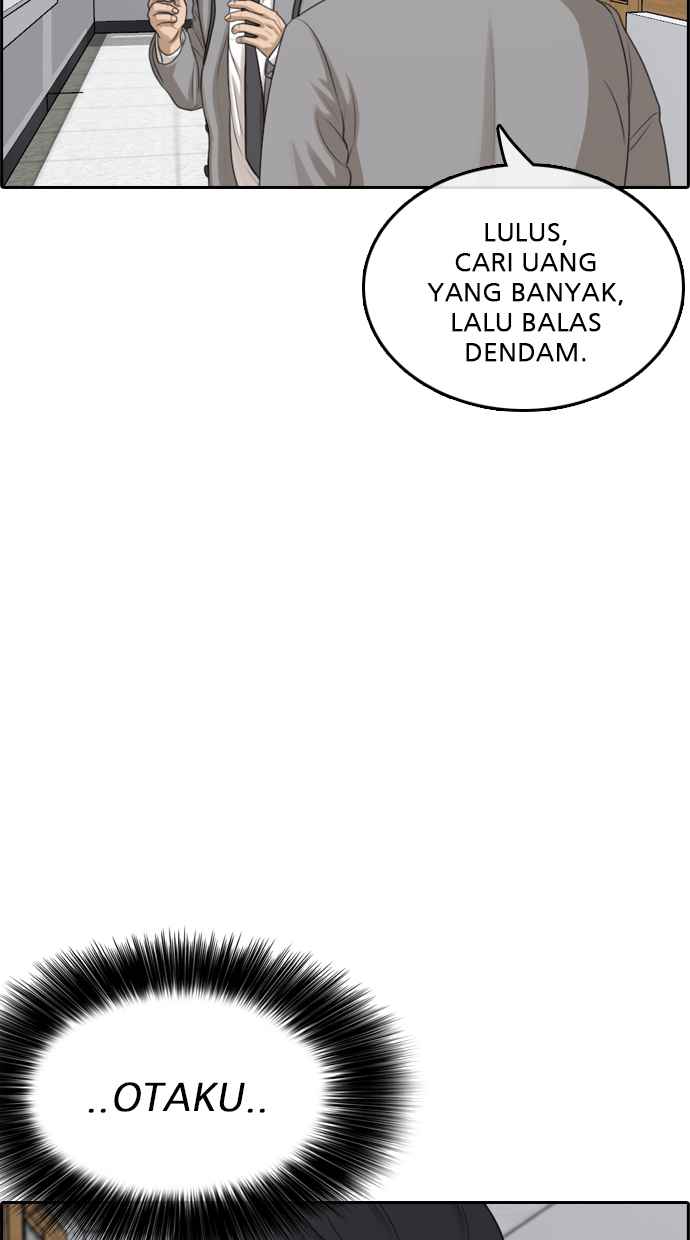 LULUS,
CARI UANG
YANG BANYAK,
LALU BALAS
DENDAM.
..OTAKU..